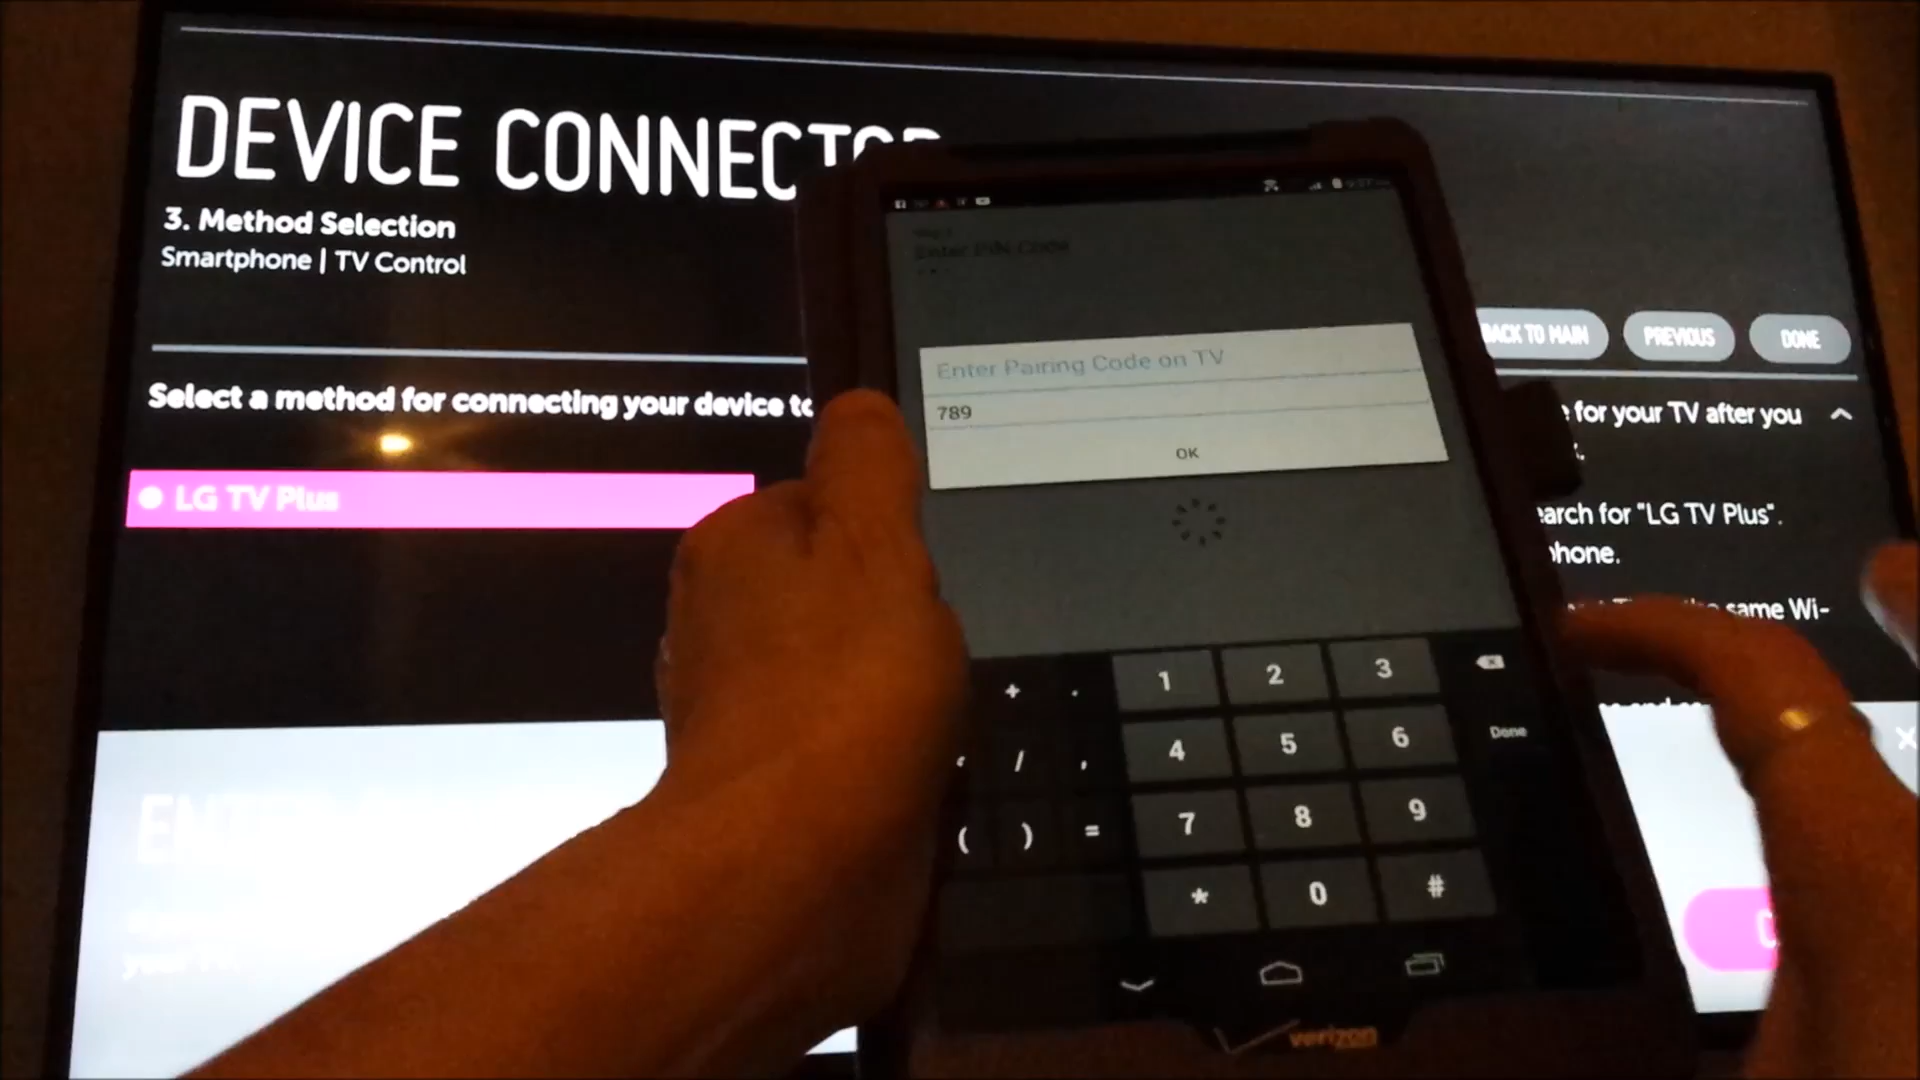 DEVICE CONNECTOR
3. Method Selection
Smartphone | TV Control
BACK TO MAIN
PREVIOUS
DONE
Select a method for connecting your device to
for your TV after you
LG TV Plus
earch for "LG TV Plus".
phone.
same Wi-
Enter PIN Code
Enter Pairing Code on TV
789
OK
+ . 1 2 3
/ , 4 5 6 Done
( ) = 7 8 9
* 0 #
verizon